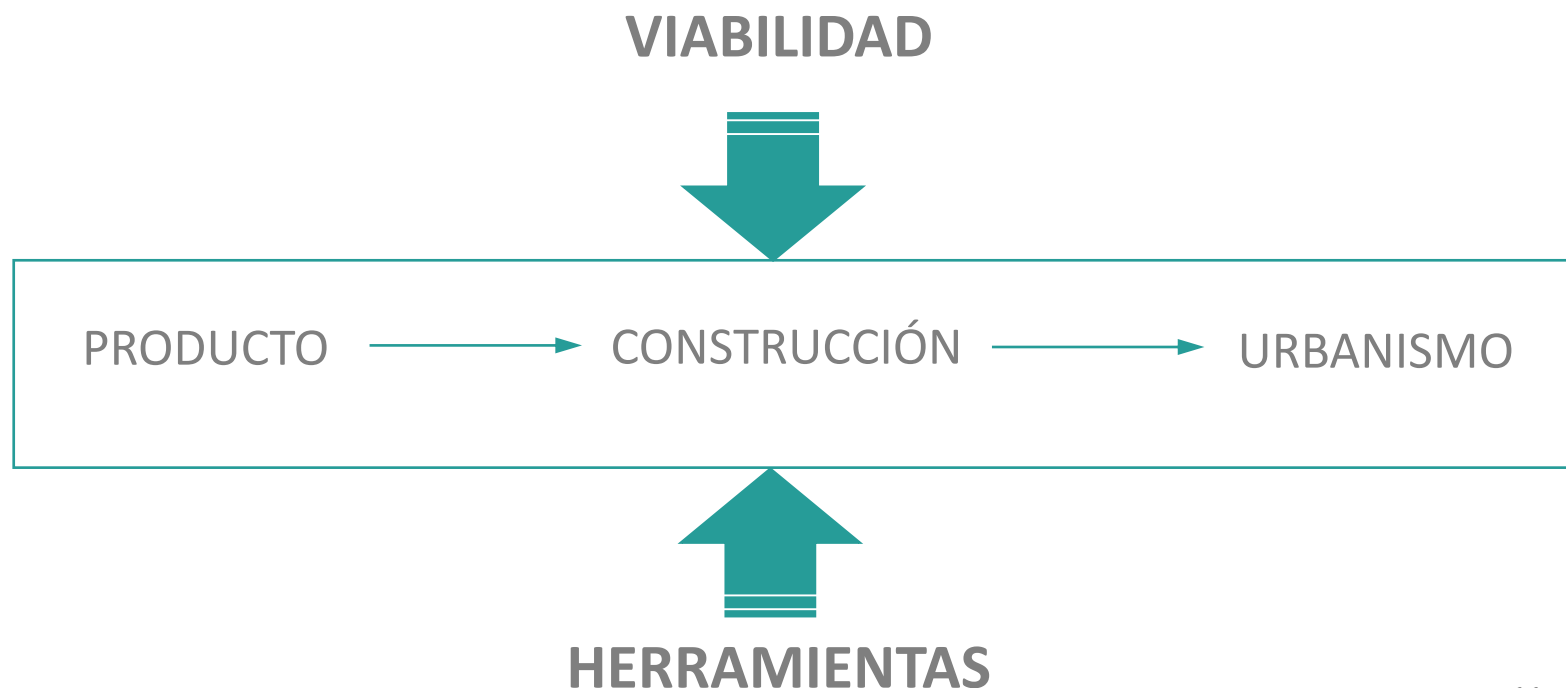 VIABILIDAD
PRODUCTO
CONSTRUCCIÓN
URBANISMO
HERRAMIENTAS